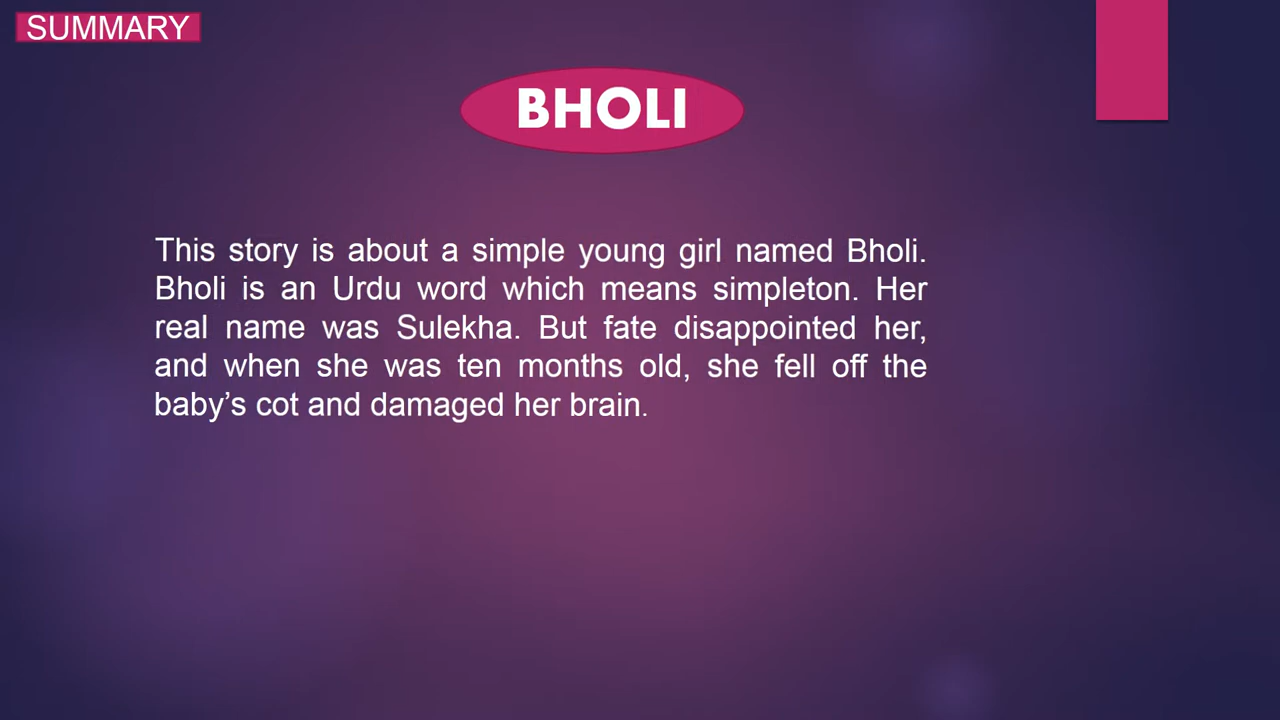 SUMMARY
BHOLI
This story is about a simple young girl named Bholi.
Bholi is an Urdu word which means simpleton. Her
real name was Sulekha. But fate disappointed her,
and when she was ten months old, she fell off the
baby’s cot and damaged her brain.